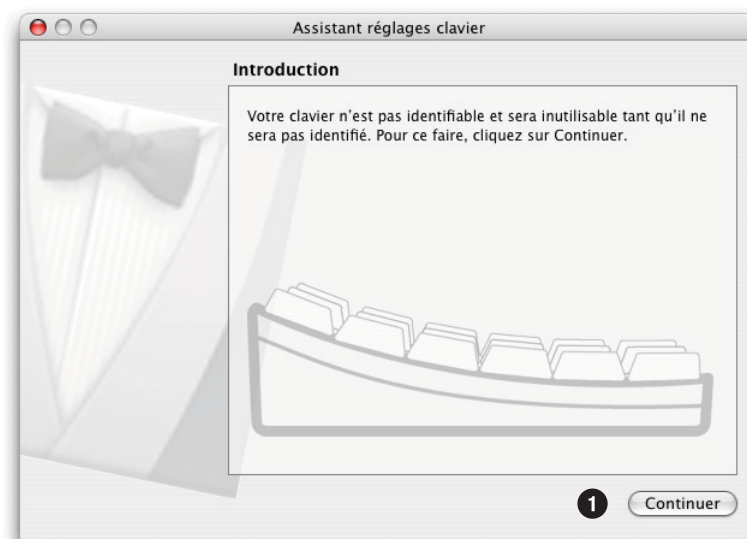 Assistant réglages clavier
Introduction
Votre clavier n'est pas identifiable et sera inutilisable tant qu'il ne
sera pas identifié. Pour ce faire, cliquez sur Continuer.
1 Continuer